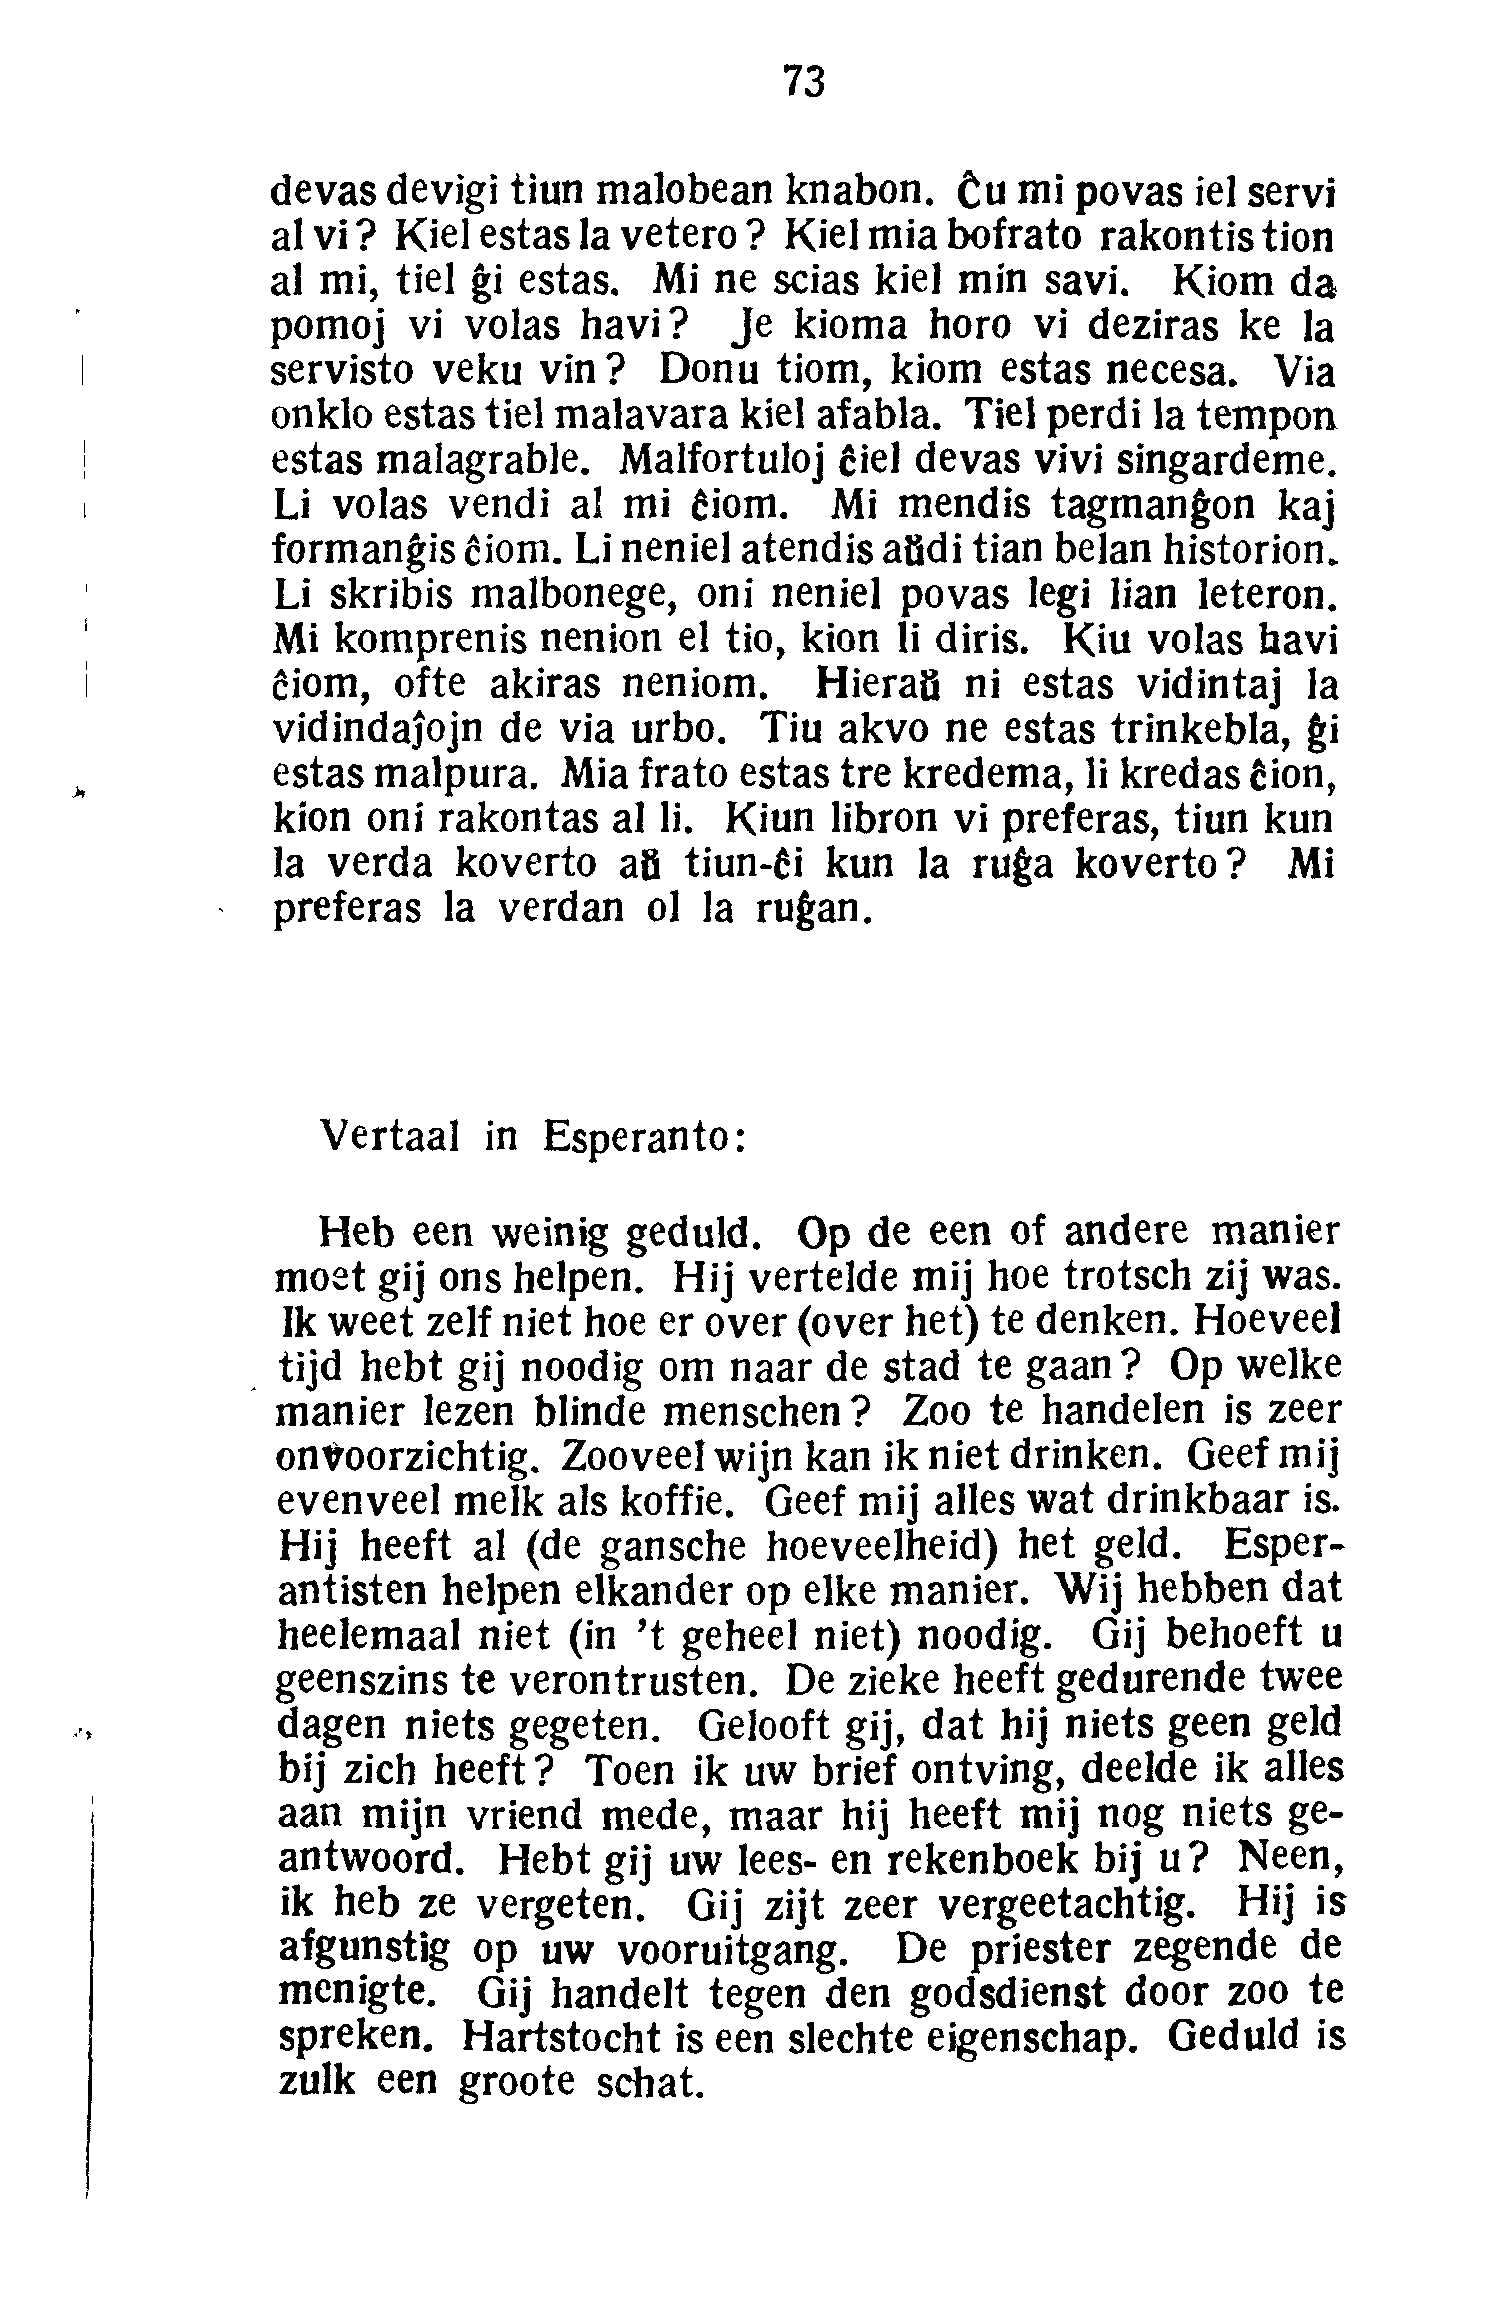 73
devas devigi tiun malobean knabon. Ĉu mi povas iel servi
al vi? Kiel estas la vetero? Kiel mia bofrato rakontis tion
al mi, tiel ĝi estas. Mi ne scias kiel min savi. Kiom da
pomoj vi volas havi? Je kioma horo vi deziras ke la
servisto veku vin? Donu tiom, kiom estas necesa. Via
onklo estas tiel malavara kiel afabla. Tiel perdi la tempon
estas malagrable. Malfortuloj ĉiel devas vivi singardeme.
Li volas vendi al mi ĉiom. Mi mendis tagmanĝon kaj
formanĝis ĉiom. Li neniel atendis aŭdi tian belan historion.
Li skribis malbonege, oni neniel povas legi lian leteron.
Mi komprenis nenion el tio, kion li diris. Kiu volas havi
ĉiom, ofte akiras neniom. Hieraŭ ni estas vidintaj la
vidindaĵojn de via urbo. Tiu akvo ne estas trinkebla, ĝi
estas malpura. Mia frato estas tre kredema, li kredas ĉion,
kion oni rakontas al li. Kiun libron vi preferas, tiun kun
la verda koverto aŭ tiun-ĉi kun la ruĝa koverto? Mi
preferas la verdan ol la ruĝan.
Vertaal in Esperanto:
Heb een weinig geduld. Op de een of andere manier
moet gij ons helpen. Hij vertelde mij hoe trotsch zij was.
Ik weet zelf niet hoe er over (over het) te denken. Hoeveel
tijd hebt gij noodig om naar de stad te gaan? Op welke
manier lezen blinde menschen? Zoo te handelen is zeer
onvoorzichtig. Zooveel wijn kan ik niet drinken. Geef mij
evenveel melk als koffie. Geef mij alles wat drinkbaar is.
Hij heeft al (de gansche hoeveelheid) het geld. Esper-
antisten helpen elkander op elke manier. Wij hebben dat
heelemaal niet (in 't geheel niet) noodig. Gij behoeft u
geenszins te verontrusten. De zieke heeft gedurende twee
dagen niets gegeten. Gelooft gij, dat hij niets geen geld
bij zich heeft? Toen ik uw brief ontving, deelde ik alles
aan mijn vriend mede, maar hij heeft mij nog niets ge-
antwoord. Hebt gij uw lees- en rekenboek bij u? Neen,
ik heb ze vergeten. Gij zijt zeer vergeetachtig. Hij is
afgunstig op uw vooruitgang. De priester zegende de
menigte. Gij handelt tegen den godsdienst door zoo te
spreken. Hartstocht is een slechte eigenschap. Geduld is
zulk een groote schat.